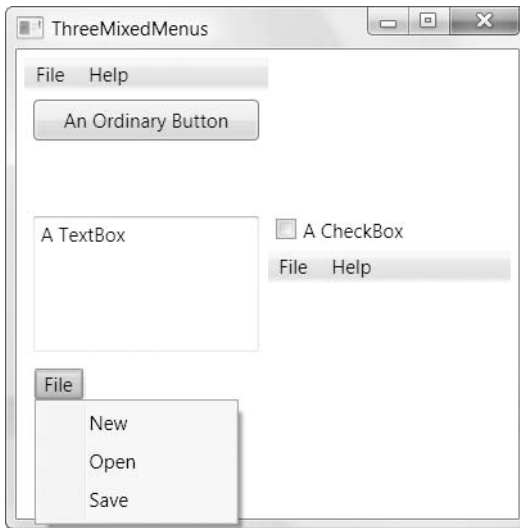 ThreeMixedMenus
File Help
An Ordinary Button
A TextBox
A CheckBox
File Help
File
New
Open
Save